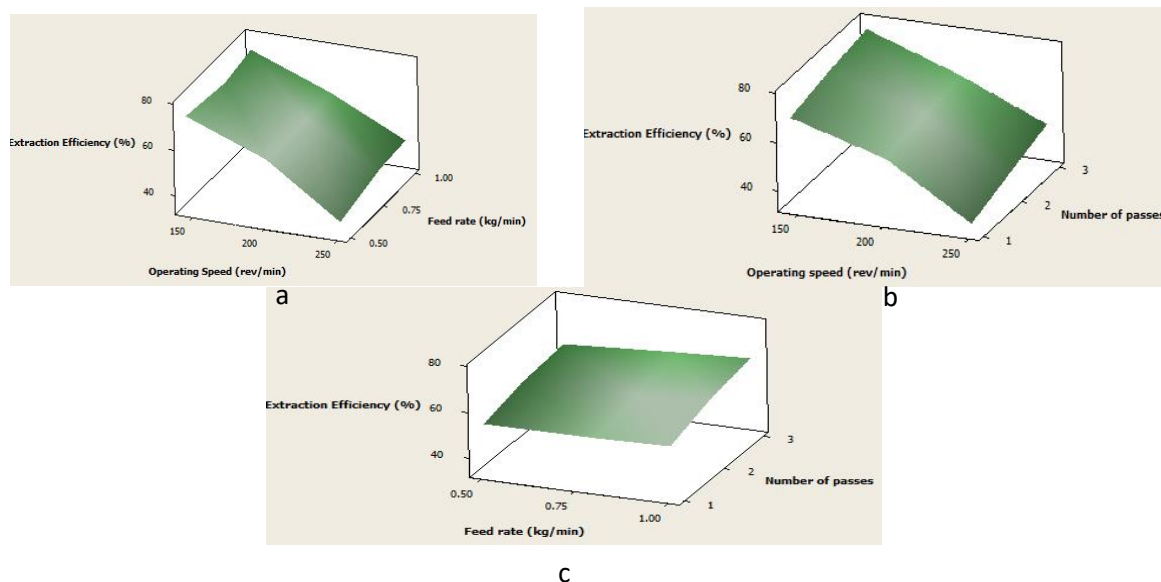 80
Extraction Efficiency (%)
60
40
150
200
250
Operating Speed (rev/min)
0.50
0.75
1.00
Feed rate (kg/min)
a
80
Extraction Efficiency (%)
60
40
150
200
250
Operating speed (rev/min)
1
2
3
Number of passes
b
80
Extraction Efficiency (%)
60
40
0.50
0.75
1.00
Feed rate (kg/min)
1
2
3
Number of passes
c